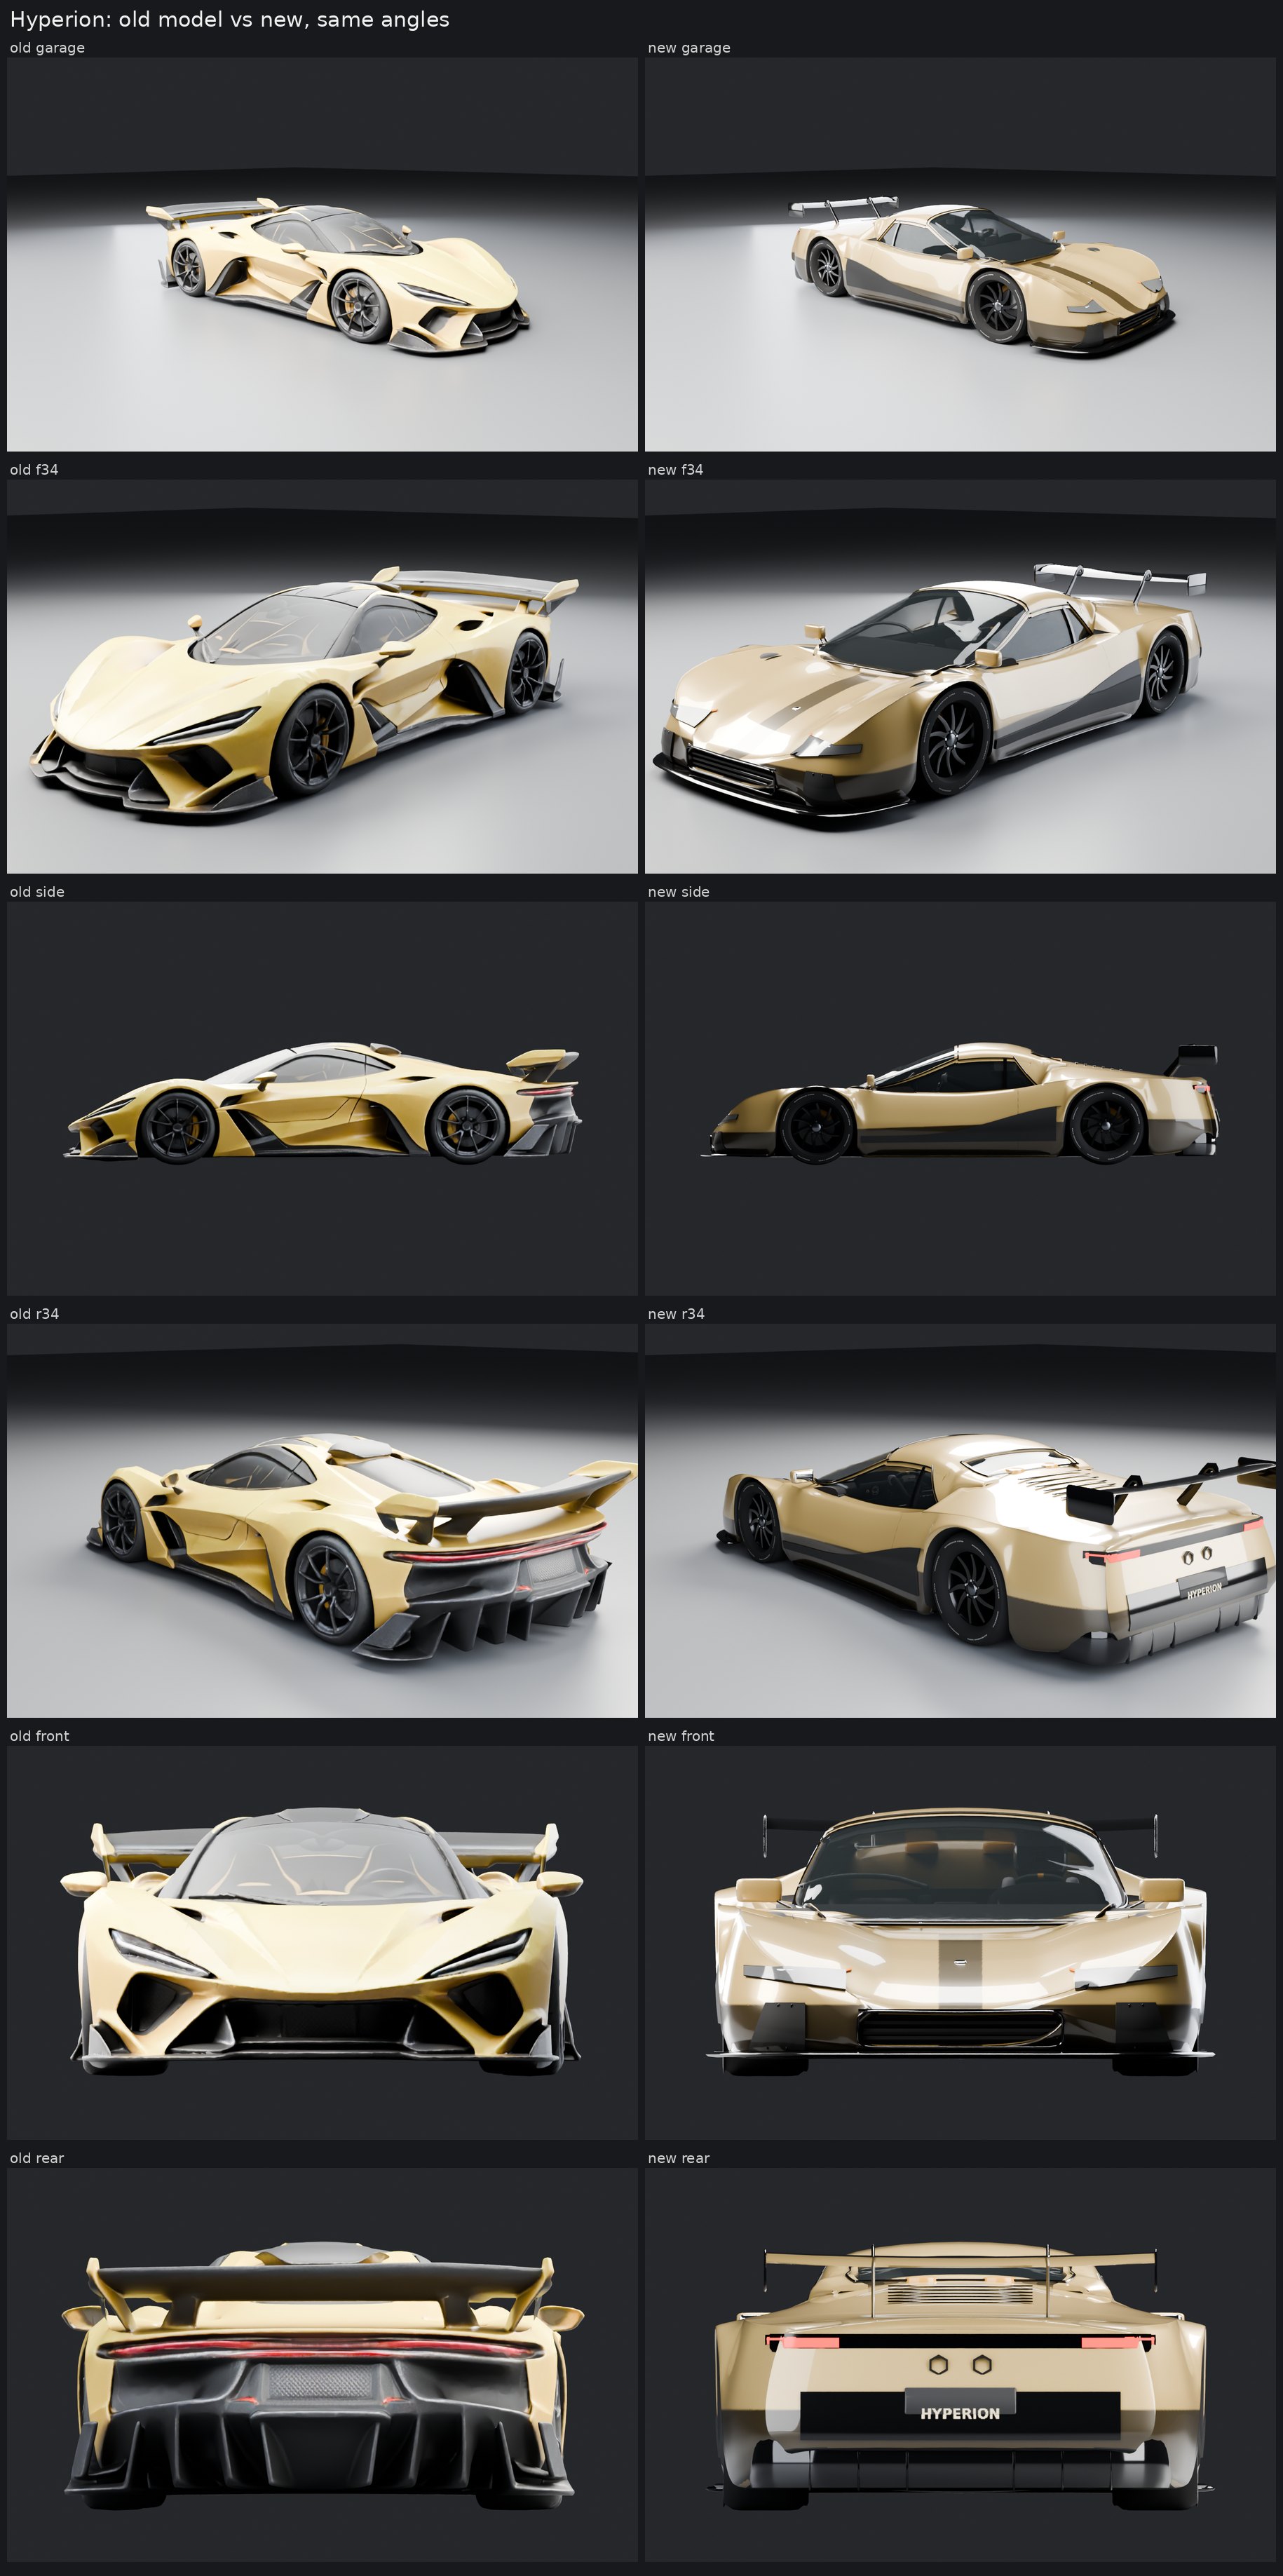 Hyperion: old model vs new, same angles
old garage
new garage
old f34
new f34
old side
new side
old r34
new r34
HYPERION
old front
new front
old rear
new rear
HYPERION